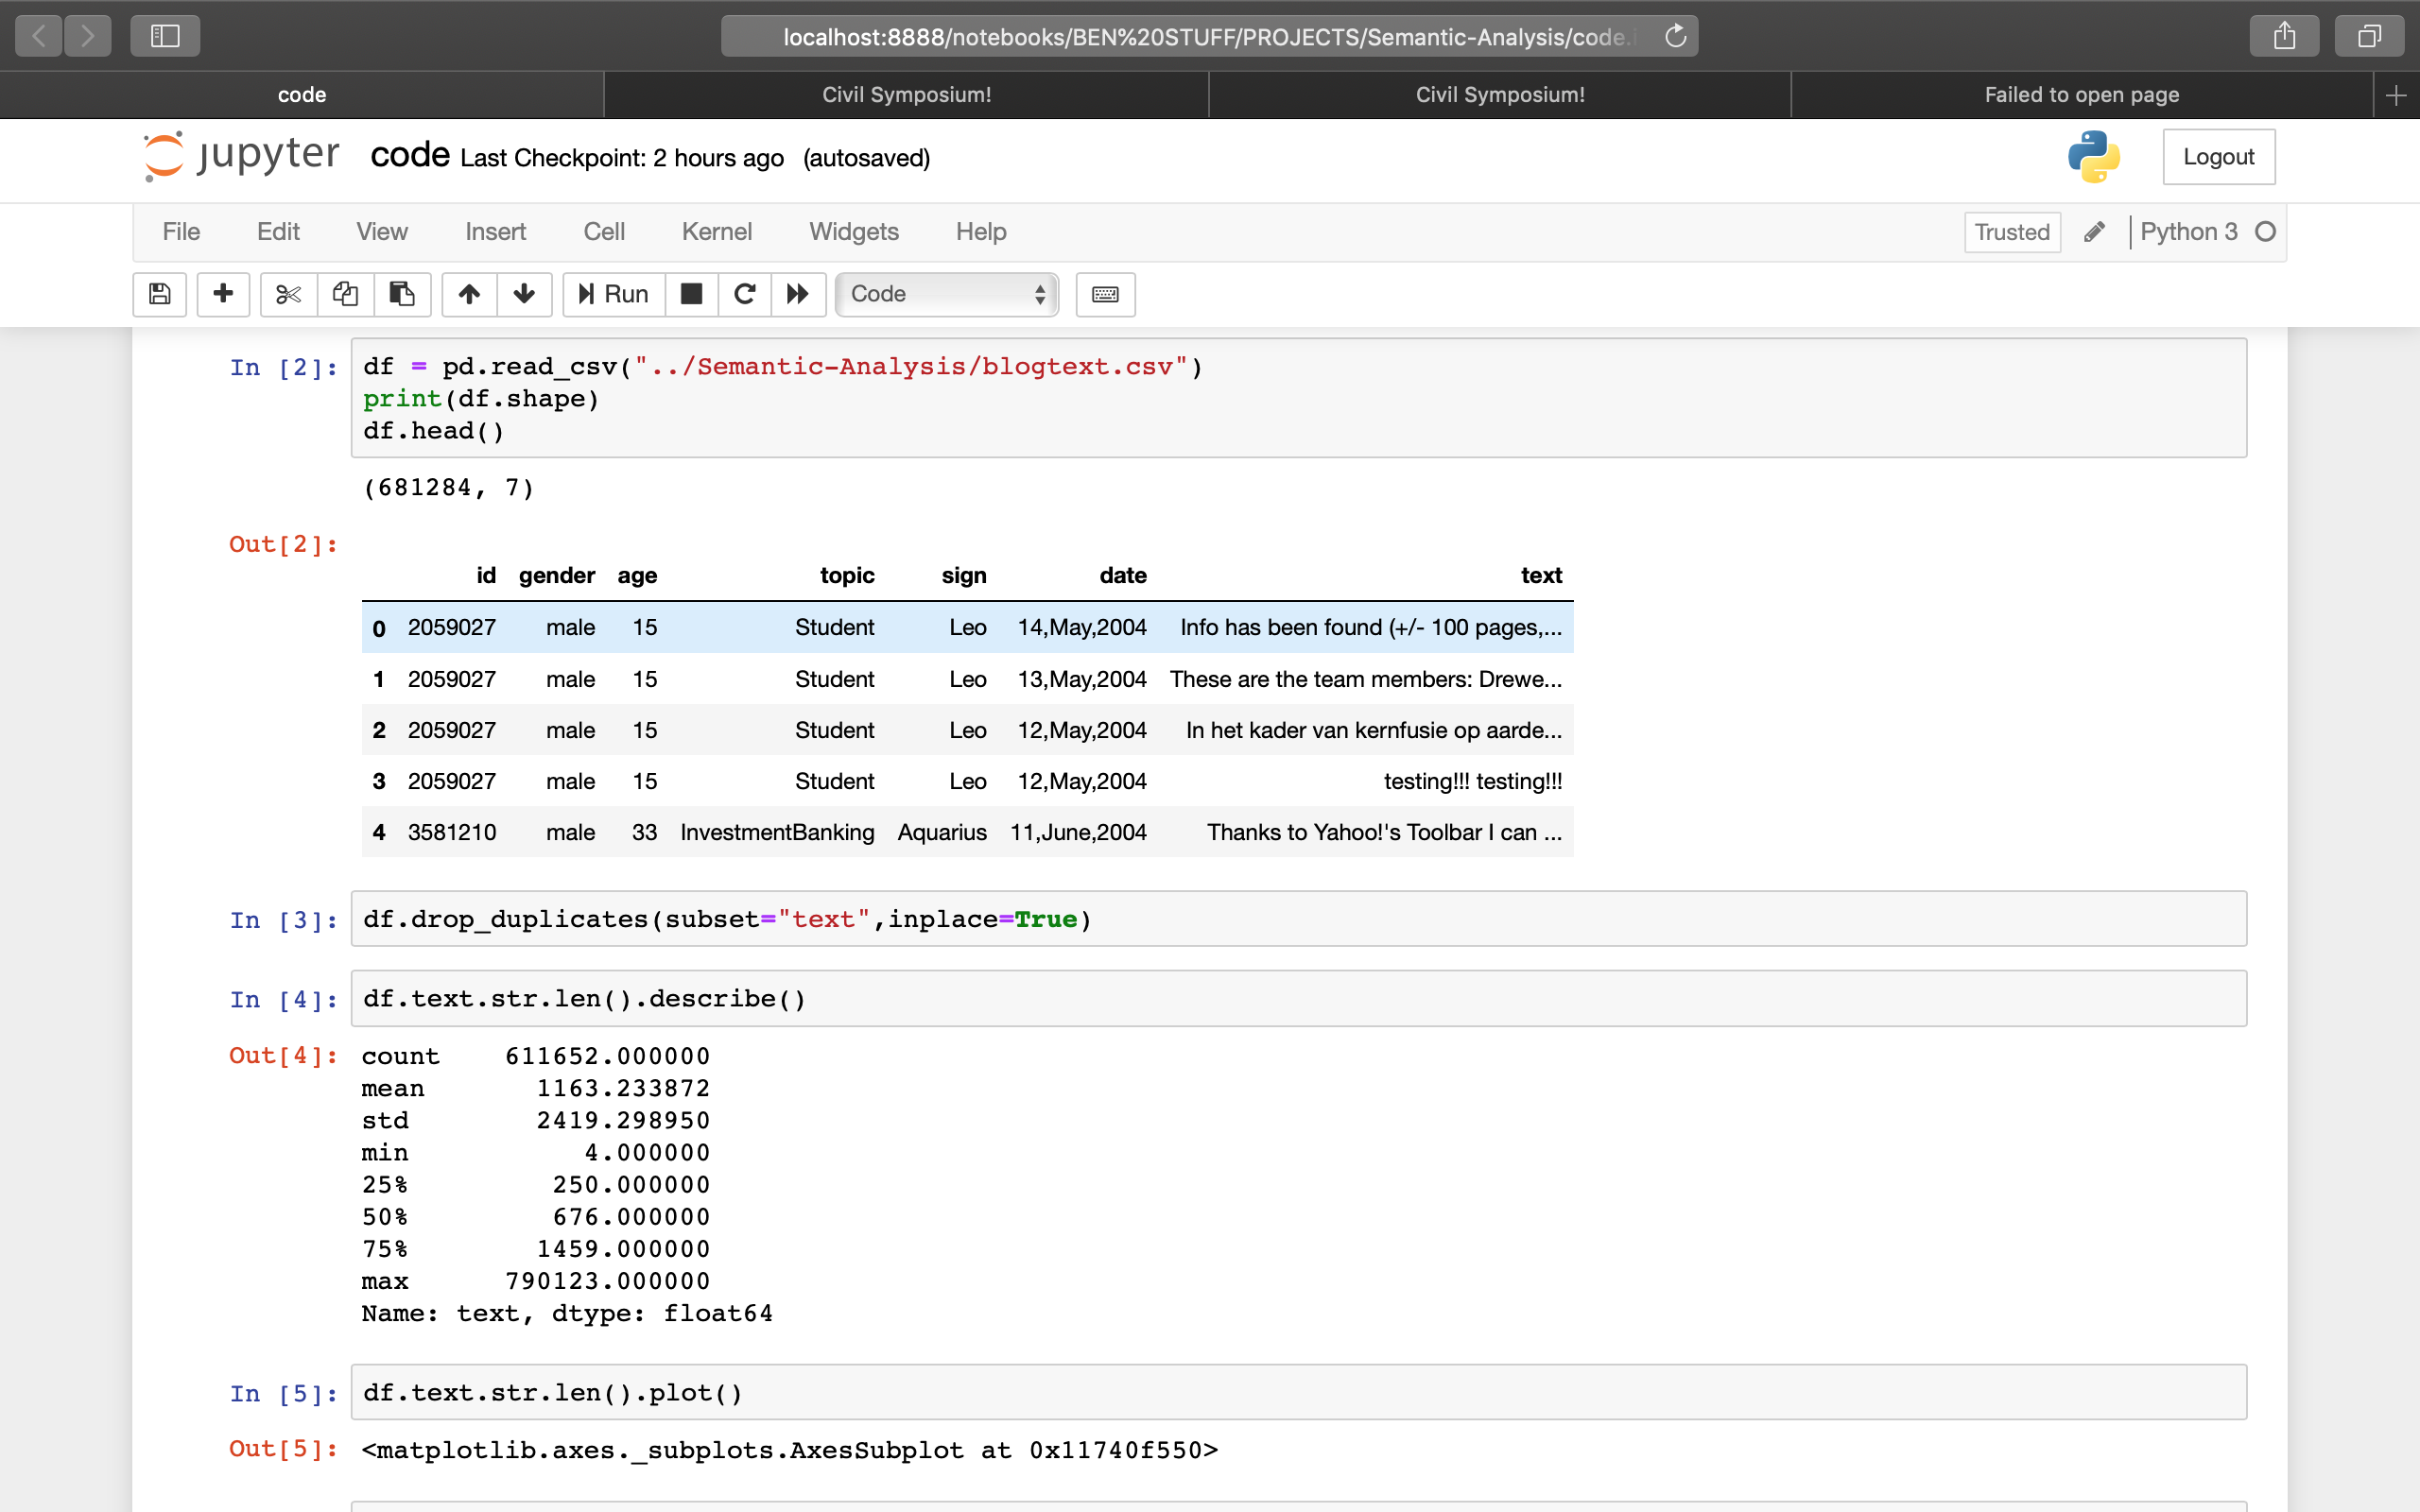 localhost:8888/notebooks/BEN%20STUFF/PROJECTS/Semantic-Analysis/code.i
code Civil Symposium! Civil Symposium! Failed to open page
jupyter code Last Checkpoint: 2 hours ago (autosaved) Logout
File Edit View Insert Cell Kernel Widgets Help Trusted Python 3
Run Code
In [2]: df = pd.read_csv("../Semantic-Analysis/blogtext.csv")
print(df.shape)
df.head()
(681284, 7)
Out[2]:
id gender age topic sign date text
0 2059027 male 15 Student Leo 14,May,2004 Info has been found (+/- 100 pages,...
1 2059027 male 15 Student Leo 13,May,2004 These are the team members: Drewe...
2 2059027 male 15 Student Leo 12,May,2004 In het kader van kernfusie op aarde...
3 2059027 male 15 Student Leo 12,May,2004 testing!!! testing!!!
4 3581210 male 33 InvestmentBanking Aquarius 11,June,2004 Thanks to Yahoo!'s Toolbar I can ...
In [3]: df.drop_duplicates(subset="text",inplace=True)
In [4]: df.text.str.len().describe()
Out[4]: count 611652.000000
mean 1163.233872
std 2419.298950
min 4.000000
25% 250.000000
50% 676.000000
75% 1459.000000
max 790123.000000
Name: text, dtype: float64
In [5]: df.text.str.len().plot()
Out[5]: <matplotlib.axes._subplots.AxesSubplot at 0x11740f550>